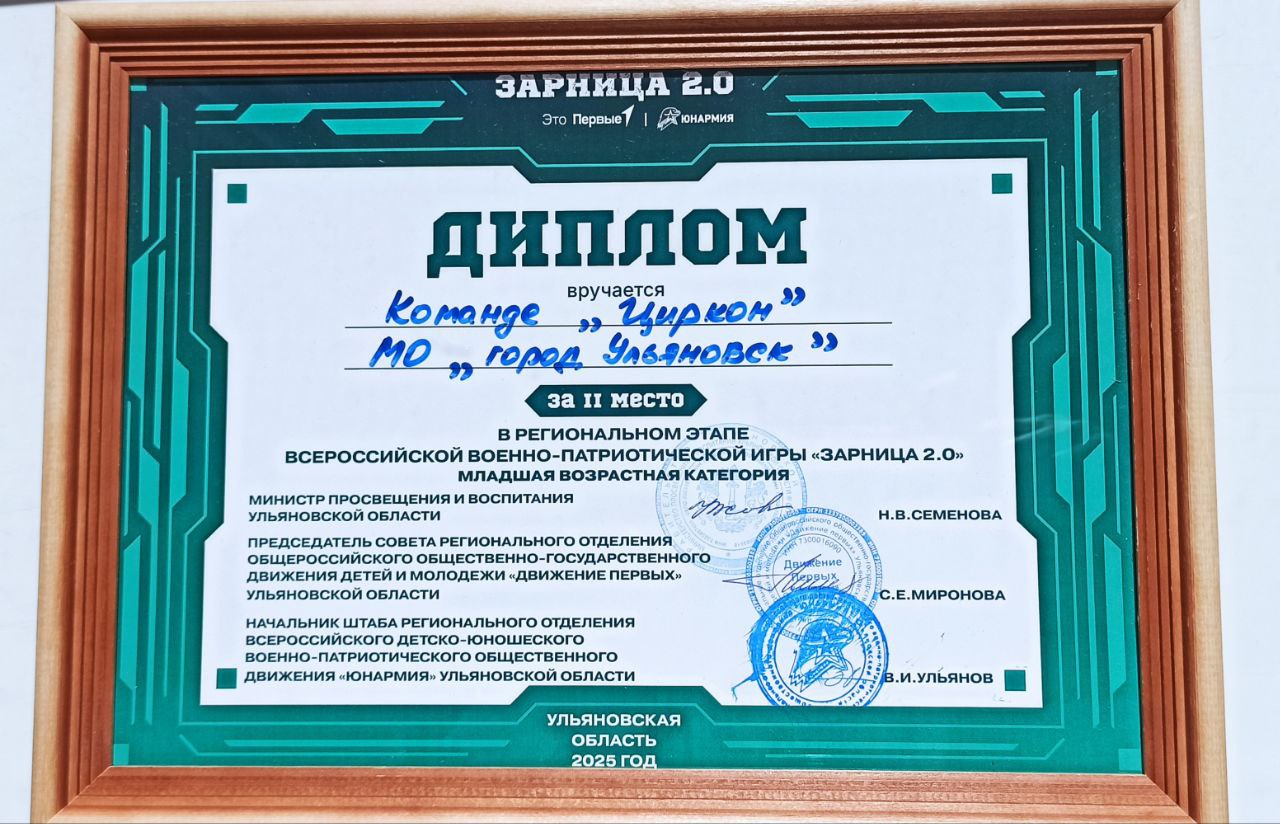 ЗАРНИЦА 2.0
Это Первые | ЮНАРМИЯ
ДИПЛОМ
вручается
Команде „Циркон”
МО „город Ульяновск”
за II место
В РЕГИОНАЛЬНОМ ЭТАПЕ
ВСЕРОССИЙСКОЙ ВОЕННО-ПАТРИОТИЧЕСКОЙ ИГРЫ «ЗАРНИЦА 2.0»
МЛАДШАЯ ВОЗРАСТНАЯ КАТЕГОРИЯ
МИНИСТР ПРОСВЕЩЕНИЯ И ВОСПИТАНИЯ
УЛЬЯНОВСКОЙ ОБЛАСТИ
Н.В.СЕМЕНОВА
ПРЕДСЕДАТЕЛЬ СОВЕТА РЕГИОНАЛЬНОГО ОТДЕЛЕНИЯ
ОБЩЕРОССИЙСКОГО ОБЩЕСТВЕННО-ГОСУДАРСТВЕННОГО
ДВИЖЕНИЯ ДЕТЕЙ И МОЛОДЕЖИ «ДВИЖЕНИЕ ПЕРВЫХ»
УЛЬЯНОВСКОЙ ОБЛАСТИ
С.Е.МИРОНОВА
Движение
Первых
НАЧАЛЬНИК ШТАБА РЕГИОНАЛЬНОГО ОТДЕЛЕНИЯ
ВСЕРОССИЙСКОГО ДЕТСКО-ЮНОШЕСКОГО
ВОЕННО-ПАТРИОТИЧЕСКОГО ОБЩЕСТВЕННОГО
ДВИЖЕНИЯ «ЮНАРМИЯ» УЛЬЯНОВСКОЙ ОБЛАСТИ
В.И.УЛЬЯНОВ
УЛЬЯНОВСКАЯ
ОБЛАСТЬ
2025 ГОД